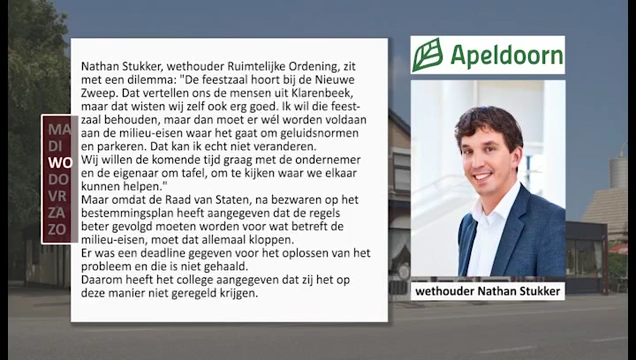 Nathan Stukker, wethouder Ruimtelijke Ordening, zit
met een dilemma: "De feestzaal hoort bij de Nieuwe
Zweep. Dat vertellen ons de mensen uit Klarenbeek,
maar dat wisten wij zelf ook erg goed. Ik wil die feest-
zaal behouden, maar dan moet er wél worden voldaan
aan de milieu-eisen waar het gaat om geluidsnormen
en parkeren. Dat kan ik echt niet veranderen.
Wij willen de komende tijd graag met de ondernemer
en de eigenaar om tafel, om te kijken waar we elkaar
kunnen helpen."
Maar omdat de Raad van Staten, na bezwaren op het
bestemmingsplan heeft aangegeven dat de regels
beter gevolgd moeten worden voor wat betreft de
milieu-eisen, moet dat allemaal kloppen.
Er was een deadline gegeven voor het oplossen van het
probleem en die is niet gehaald.
Daarom heeft het college aangegeven dat zij het op
deze manier niet geregeld krijgen.
MA
DI
WO
DO
VR
ZA
ZO
Apeldoorn
wethouder Nathan Stukker